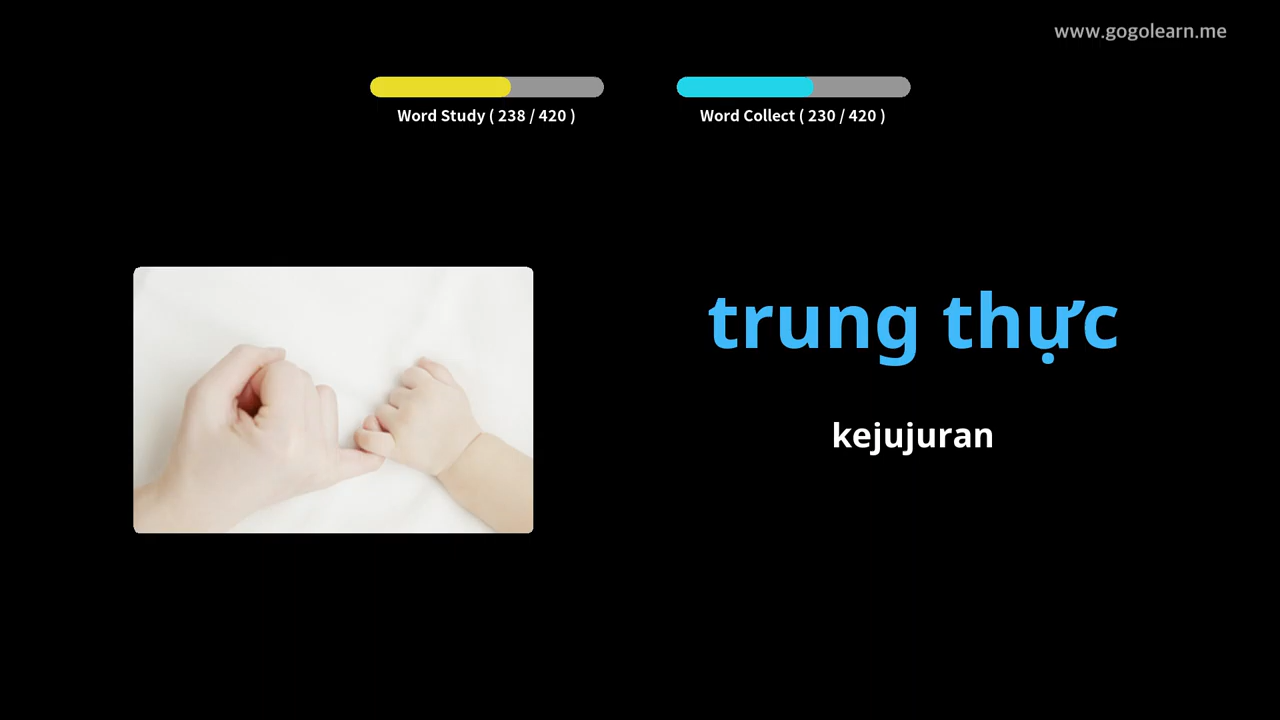 www.gogolearn.me
Word Study ( 238 / 420 )
Word Collect ( 230 / 420 )
trung thực
kejujuran